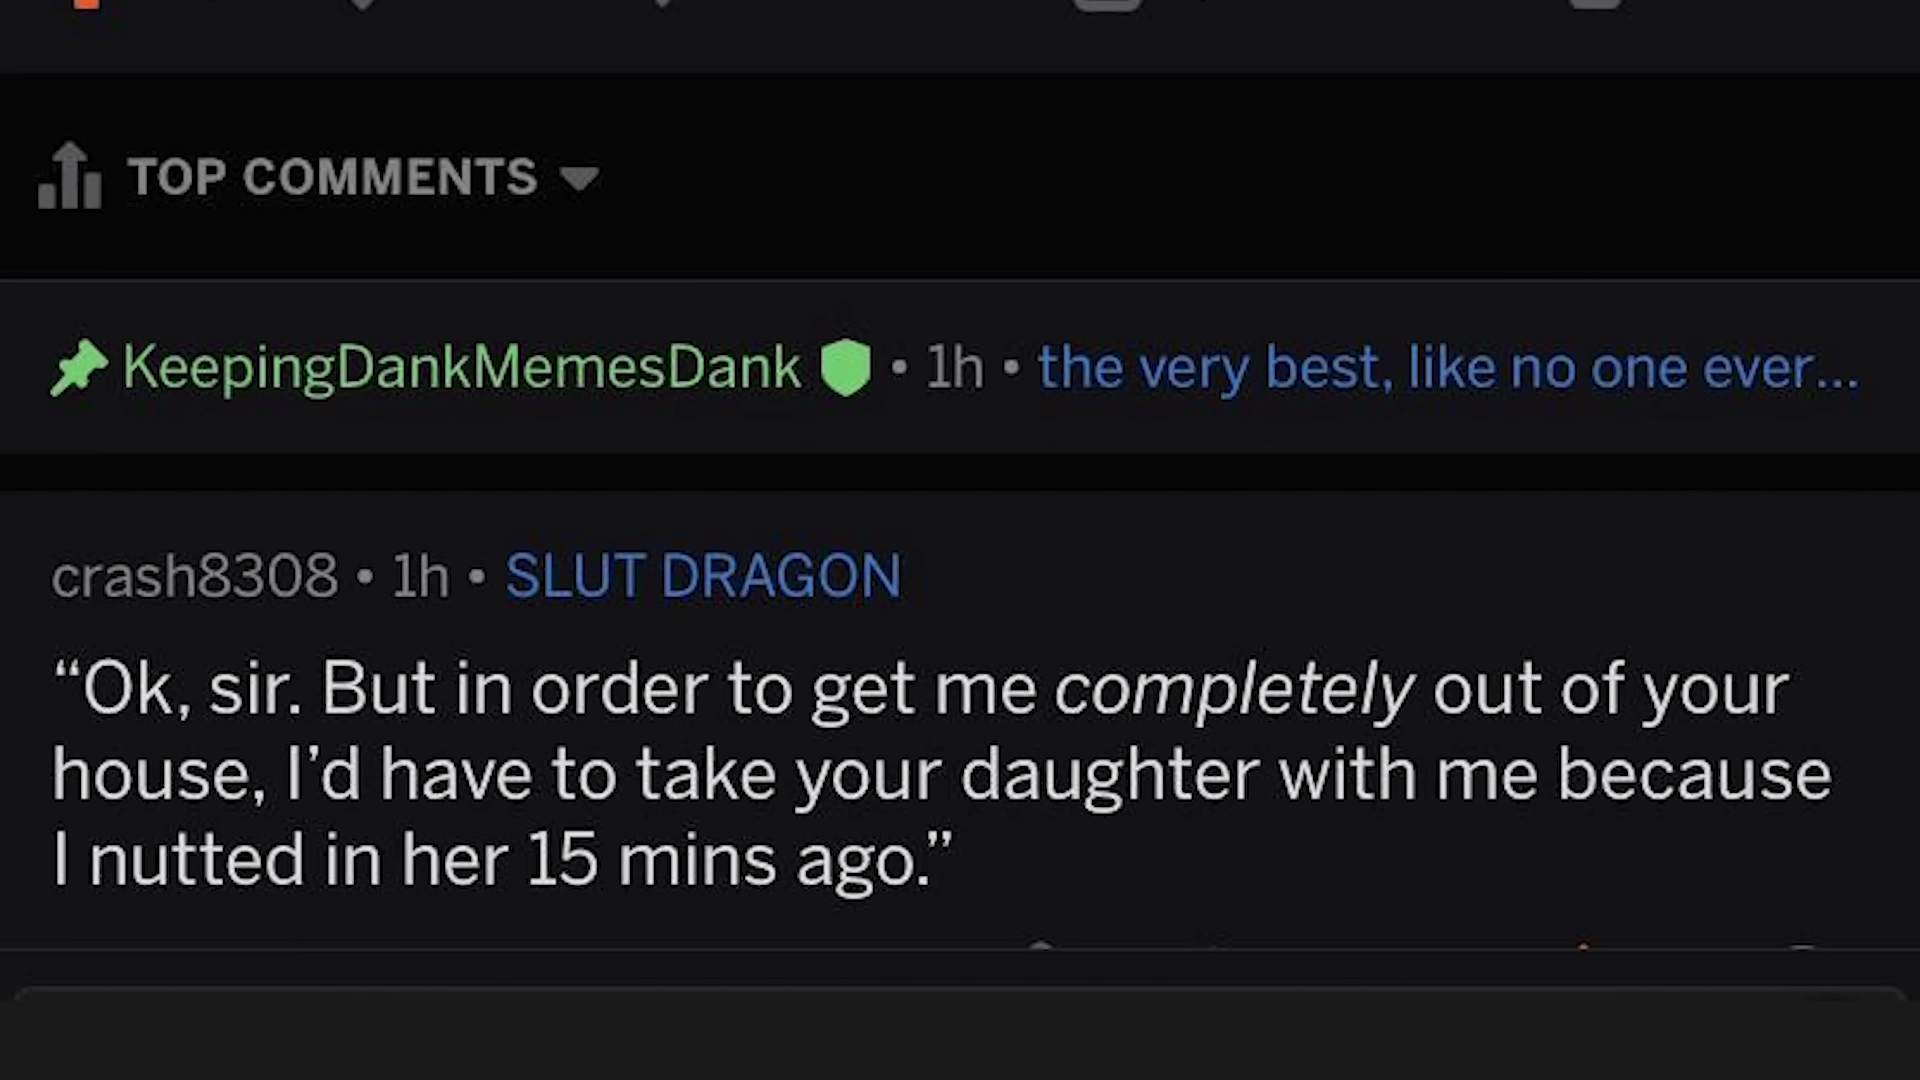 TOP COMMENTS
KeepingDankMemesDank • 1h • the very best, like no one ever...
crash8308 • 1h • SLUT DRAGON
“Ok, sir. But in order to get me completely out of your
house, I’d have to take your daughter with me because
I nutted in her 15 mins ago.”